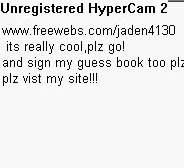 Unregistered HyperCam 2
www.freewebs.com/jaden4130
its really cool,plz go!
and sign my guess book too plz
plz vist my site!!!